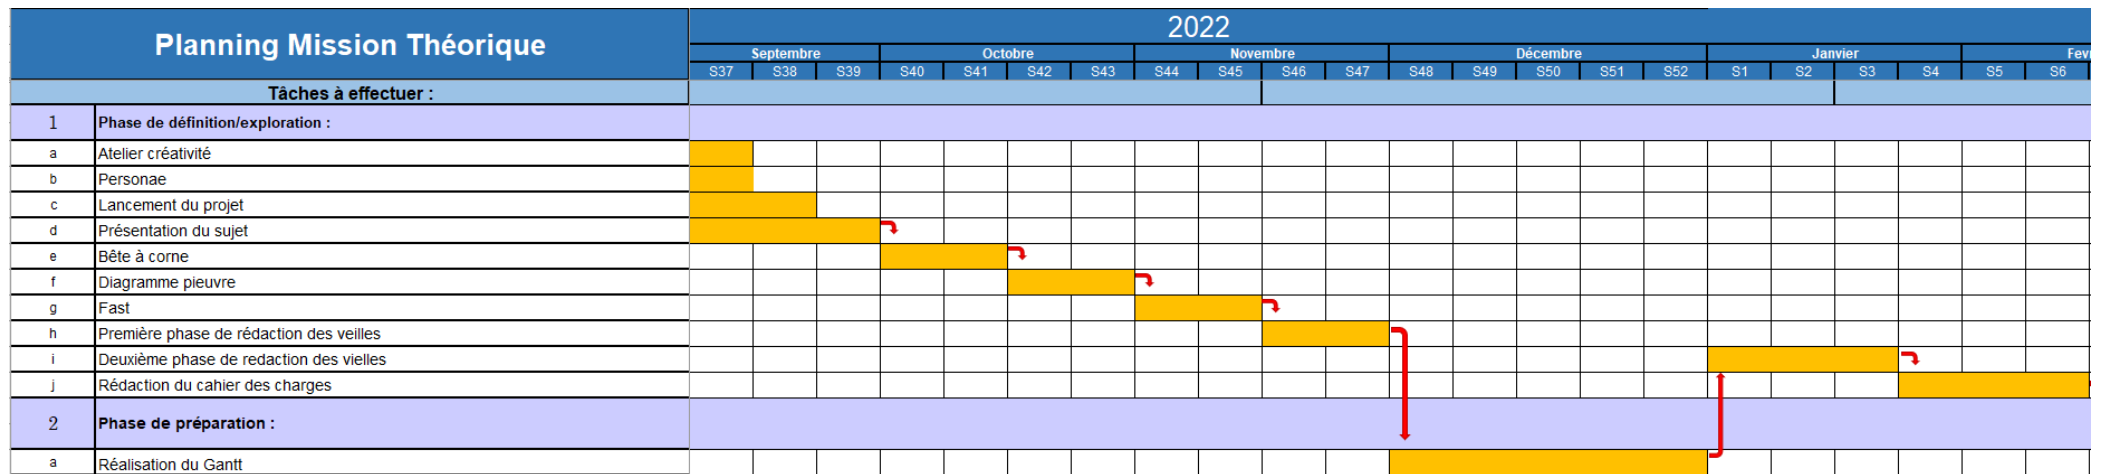 Planning Mission Théorique
2022
Septembre Octobre Novembre Décembre Janvier
S37 S38 S39 S40 S41 S42 S43 S44 S45 S46 S47 S48 S49 S50 S51 S52 S1 S2 S3 S4 S5 S6
Tâches à effectuer :
1 Phase de définition/exploration :
a Atelier créativité
b Personae
c Lancement du projet
d Présentation du sujet
e Bête à corne
f Diagramme pieuvre
g Fast
h Première phase de rédaction des veilles
i Deuxième phase de redaction des vielles
j Rédaction du cahier des charges
2 Phase de préparation :
a Réalisation du Gantt